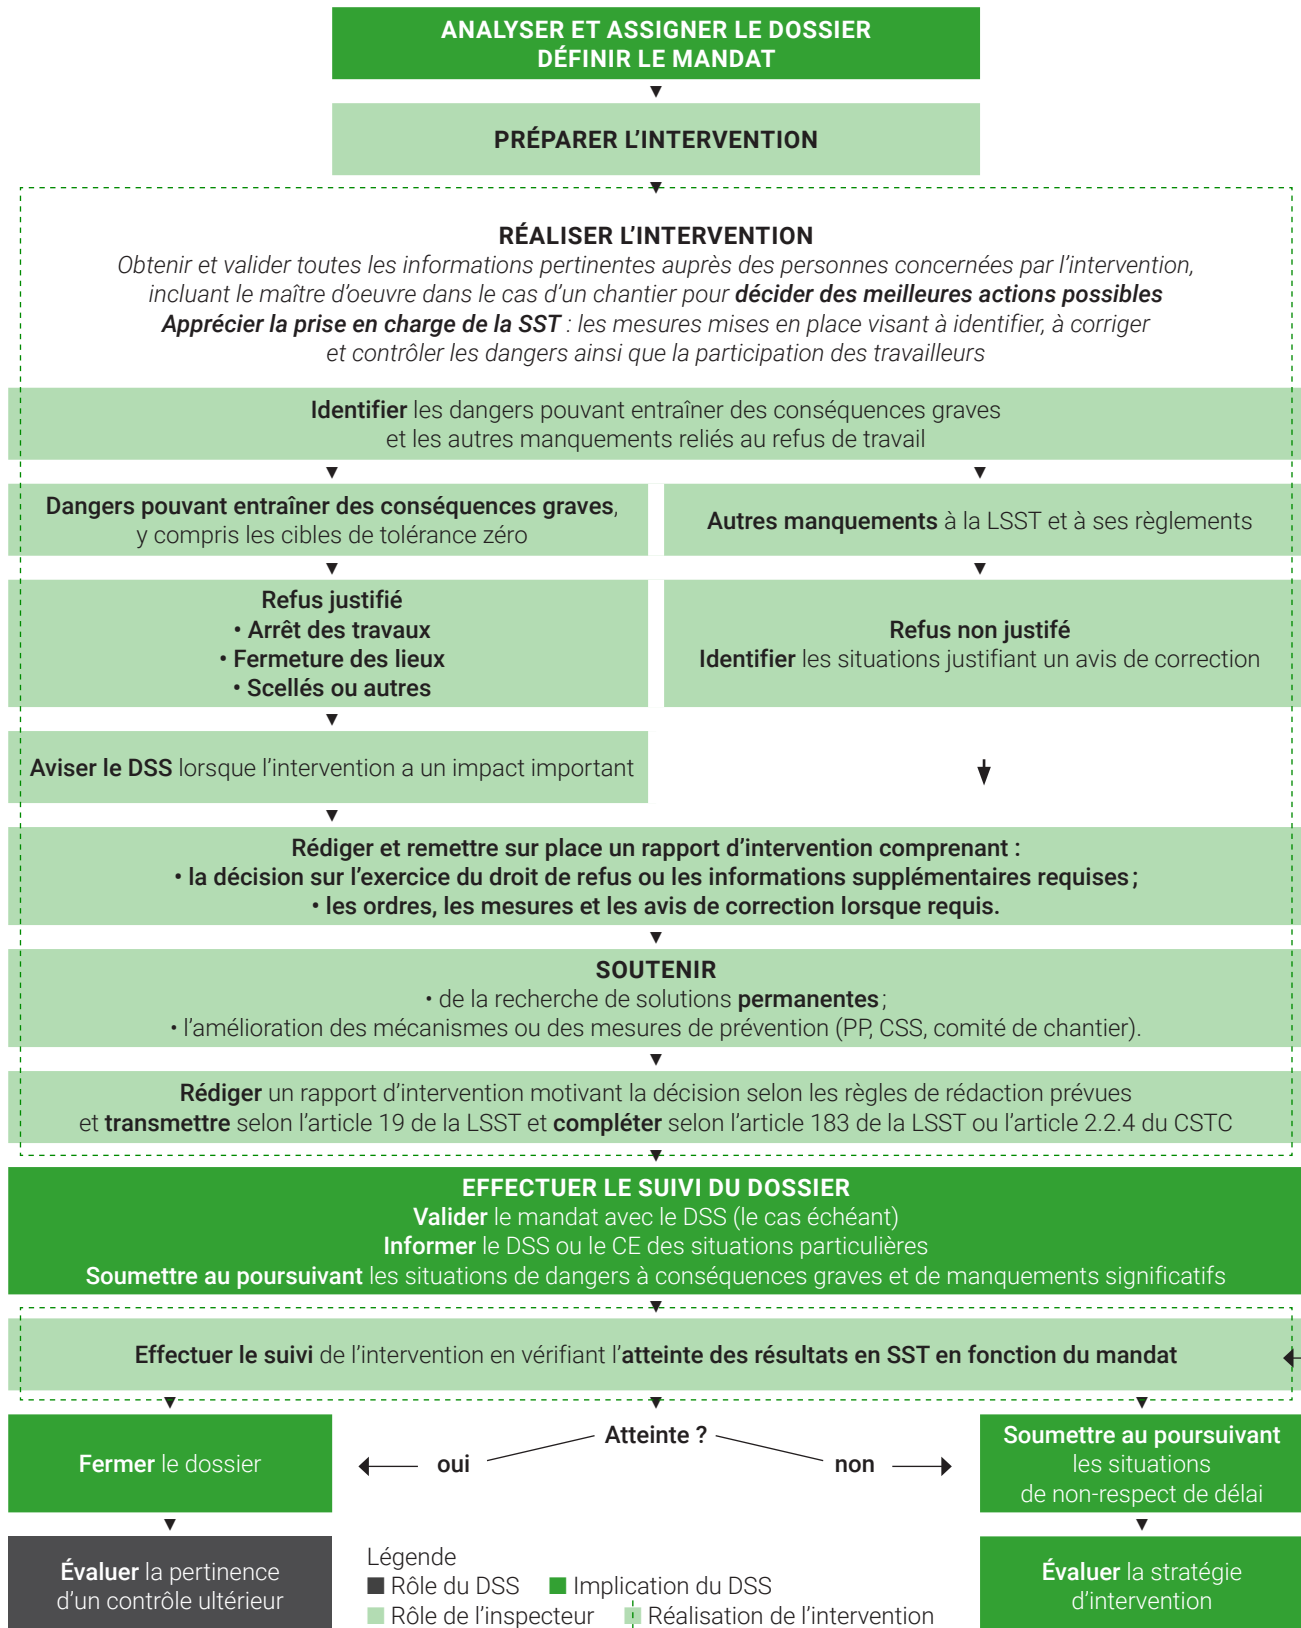 ANALYSER ET ASSIGNER LE DOSSIER
DÉFINIR LE MANDAT
PRÉPARER L'INTERVENTION
RÉALISER L'INTERVENTION
Obtenir et valider toutes les informations pertinentes auprès des personnes concernées par l'intervention,
incluant le maître d'oeuvre dans le cas d'un chantier pour décider des meilleures actions possibles
Apprécier la prise en charge de la SST : les mesures mises en place visant à identifier, à corriger
et contrôler les dangers ainsi que la participation des travailleurs
Identifier les dangers pouvant entraîner des conséquences graves
et les autres manquements reliés au refus de travail
Dangers pouvant entraîner des conséquences graves,
y compris les cibles de tolérance zéro
Autres manquements à la LSST et à ses règlements
Refus justifié
• Arrêt des travaux
• Fermeture des lieux
• Scellés ou autres
Refus non justifé
Identifier les situations justifiant un avis de correction
Aviser le DSS lorsque l'intervention a un impact important
Rédiger et remettre sur place un rapport d'intervention comprenant :
• la décision sur l'exercice du droit de refus ou les informations supplémentaires requises ;
• les ordres, les mesures et les avis de correction lorsque requis.
SOUTENIR
• de la recherche de solutions permanentes ;
• l'amélioration des mécanismes ou des mesures de prévention (PP, CSS, comité de chantier).
Rédiger un rapport d'intervention motivant la décision selon les règles de rédaction prévues
et transmettre selon l'article 19 de la LSST et compléter selon l'article 183 de la LSST ou l'article 2.2.4 du CSTC
EFFECTUER LE SUIVI DU DOSSIER
Valider le mandat avec le DSS (le cas échéant)
Informer le DSS ou le CE des situations particulières
Soumettre au poursuivant les situations de dangers à conséquences graves et de manquements significatifs
Effectuer le suivi de l'intervention en vérifiant l'atteinte des résultats en SST en fonction du mandat
Atteinte ?
oui
non
Fermer le dossier
Soumettre au poursuivant
les situations
de non-respect de délai
Évaluer la pertinence
d'un contrôle ultérieur
Légende
Rôle du DSS
Implication du DSS
Rôle de l'inspecteur
Réalisation de l'intervention
Évaluer la stratégie
d'intervention